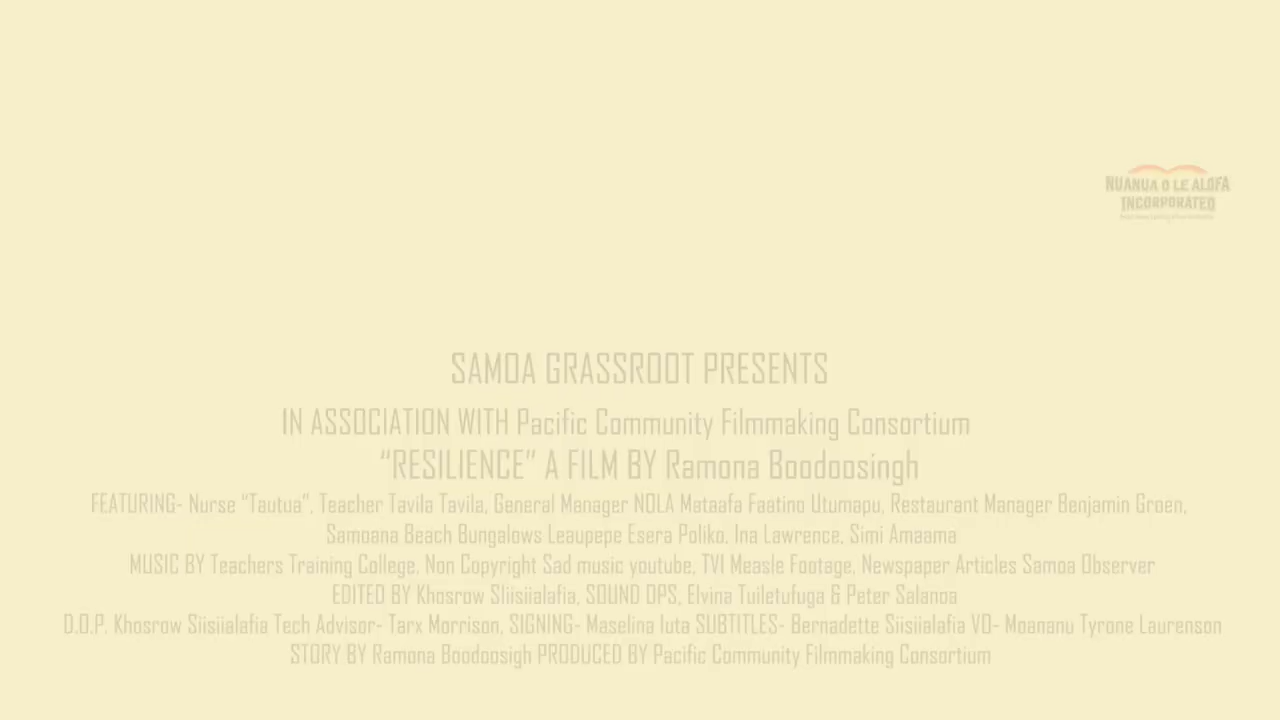 NUANUA O LE ALOFA
INCORPORATED
SAMOA GRASSROOT PRESENTS
IN ASSOCIATION WITH Pacific Community Filmmaking Consortium
“RESILIENCE” A FILM BY Ramona Boodoosingh
FEATURING- Nurse “Tautua”, Teacher Tavila Tavila, General Manager NOLA Mataafa Faatino Utumapu, Restaurant Manager Benjamin Groen,
Samoana Beach Bungalows Leaupepe Esera Poliko, Ina Lawrence, Simi Amaama
MUSIC BY Teachers Training College, Non Copyright Sad music youtube, TV1 Measle Footage, Newspaper Articles Samoa Observer
EDITED BY Khosrow Sliisiialafia, SOUND OPS, Elvina Tuiletufuga & Peter Salanoa
D.O.P. Khosrow Siisiialafia Tech Advisor- Tarx Morrison, SIGNING- Maselina Iuta SUBTITLES- Bernadette Siisiialafia VO- Moananu Tyrone Laurenson
STORY BY Ramona Boodoosigh PRODUCED BY Pacific Community Filmmaking Consortium